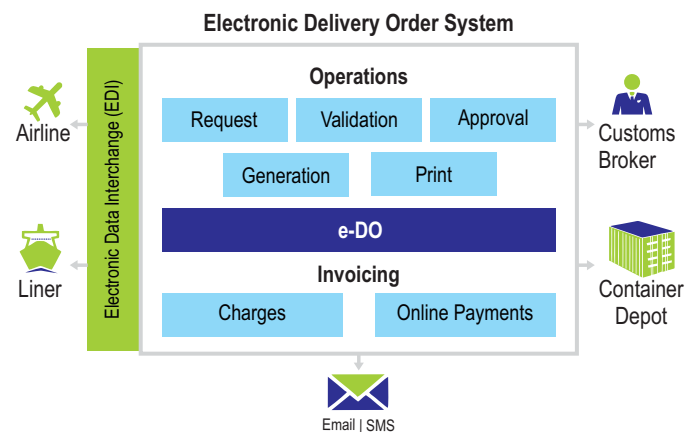 Electronic Delivery Order System
Electronic Data Interchange (EDI)
Operations
Request
Validation
Approval
Generation
Print
e-DO
Invoicing
Charges
Online Payments
Airline
Liner
Customs
Broker
Container
Depot
Email | SMS